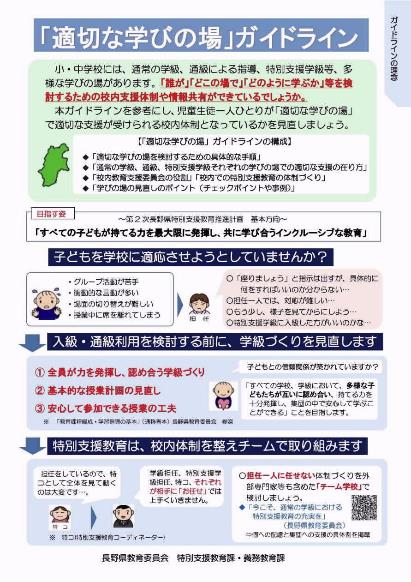 「適切な学びの場」ガイドライン
ガイドラインの概要
小・中学校には、通常の学級、通級による指導、特別支援学級等、多
様な学びの場があります。「誰が」「どこの場で」「どのように学ぶか」等を検
討するための校内支援体制や情報共有ができているでしょうか。
本ガイドラインを参考にし、児童生徒一人ひとりが「適切な学びの場」
で適切な支援が受けられる校内体制となっているかを見直しましょう。
【「適切な学びの場」ガイドラインの構成】
◆「適切な学びの場を検討するための具体的な手順」
◆「通常の学級、通級、特別支援学級それぞれの学びの場での適切な支援の在り方」
◆「校内教育支援委員会の役割」「校内での特別支援教育の体制づくり」
◆「学びの場の見直しのポイント（チェックポイントや事例）」
目指す姿
～第２次長野県特別支援教育推進計画 基本方向～
「すべての子どもが持てる力を最大限に発揮し、共に学び合うインクルーシブな教育」
子どもを学校に適応させようとしていませんか？
・グループ活動が苦手
・衝動的な言動が多い
・場面の切り替えが難しい
・授業中に席を離れてしまう
担任
○「座りましょう」と指示は出すが、具体的に
何をすればいいのか分からない…
○担任一人では、対応が難しい…
○もう少し、様子を見てからにしよう…
○特別支援学級に入級した方がいいのかな…
入級・通級利用を検討する前に、学級づくりを見直します
① 全員が力を発揮し、認め合う学級づくり
② 基本的な授業計画の見直し
③ 安心して参加できる授業の工夫
子どもとの信頼関係が築かれていますか？
「すべての学校、学級において、多様な子
どもたちが互いに認め合い、持てる力を
十分発揮し、集団の中で安心して学ぶこ
とができる」ことを目指します。
特別支援教育は、校内体制を整えチームで取り組みます
担任をしているので、特
コとして全体を見て動く
のは大変です…。
特コ
学級担任、特別支援学
級担任、特コ、それぞれ
が相手に「お任せ」では
上手くいきません。
※ 特コ（特別支援教育コーディネーター）
○担任一人に任せない体制づくりを外
部専門家等も含めた「チーム学校」で
検討しましょう。
◆「今こそ、通常の学級における
特別支援教育の充実を」
（長野県教育委員会）
⇒個への配慮と集団への支援の具体例を掲載
長野県教育委員会 特別支援教育課・義務教育課